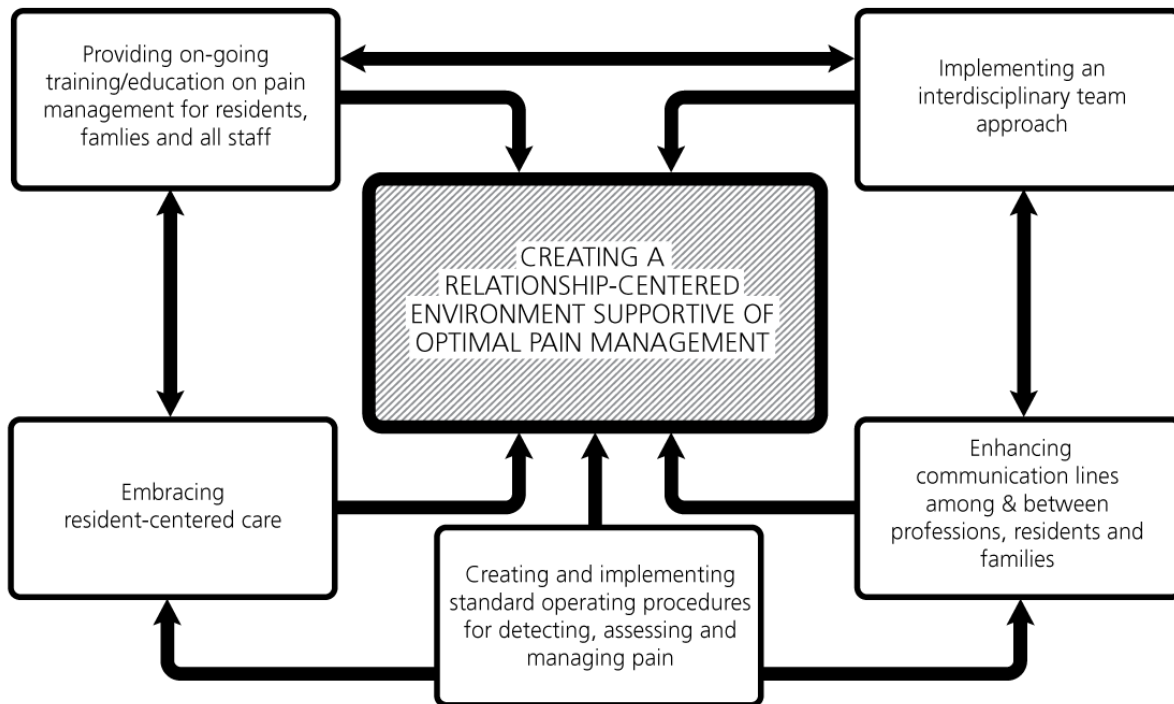 Providing on-going
training/education on pain
management for residents,
famlies and all staff
Implementing an
interdisciplinary team
approach
CREATING A
RELATIONSHIP-CENTERED
ENVIRONMENT SUPPORTIVE OF
OPTIMAL PAIN MANAGEMENT
Embracing
resident-centered care
Creating and implementing
standard operating procedures
for detecting, assessing and
managing pain
Enhancing
communication lines
among & between
professions, residents and
families